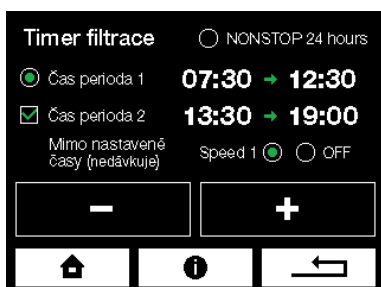 Timer filtrace NONSTOP 24 hours
Čas perioda 1 07:30 → 12:30
Čas perioda 2 13:30 → 19:00
Mimo nastavené Speed 1 OFF
časy (nedávkuje)
− +